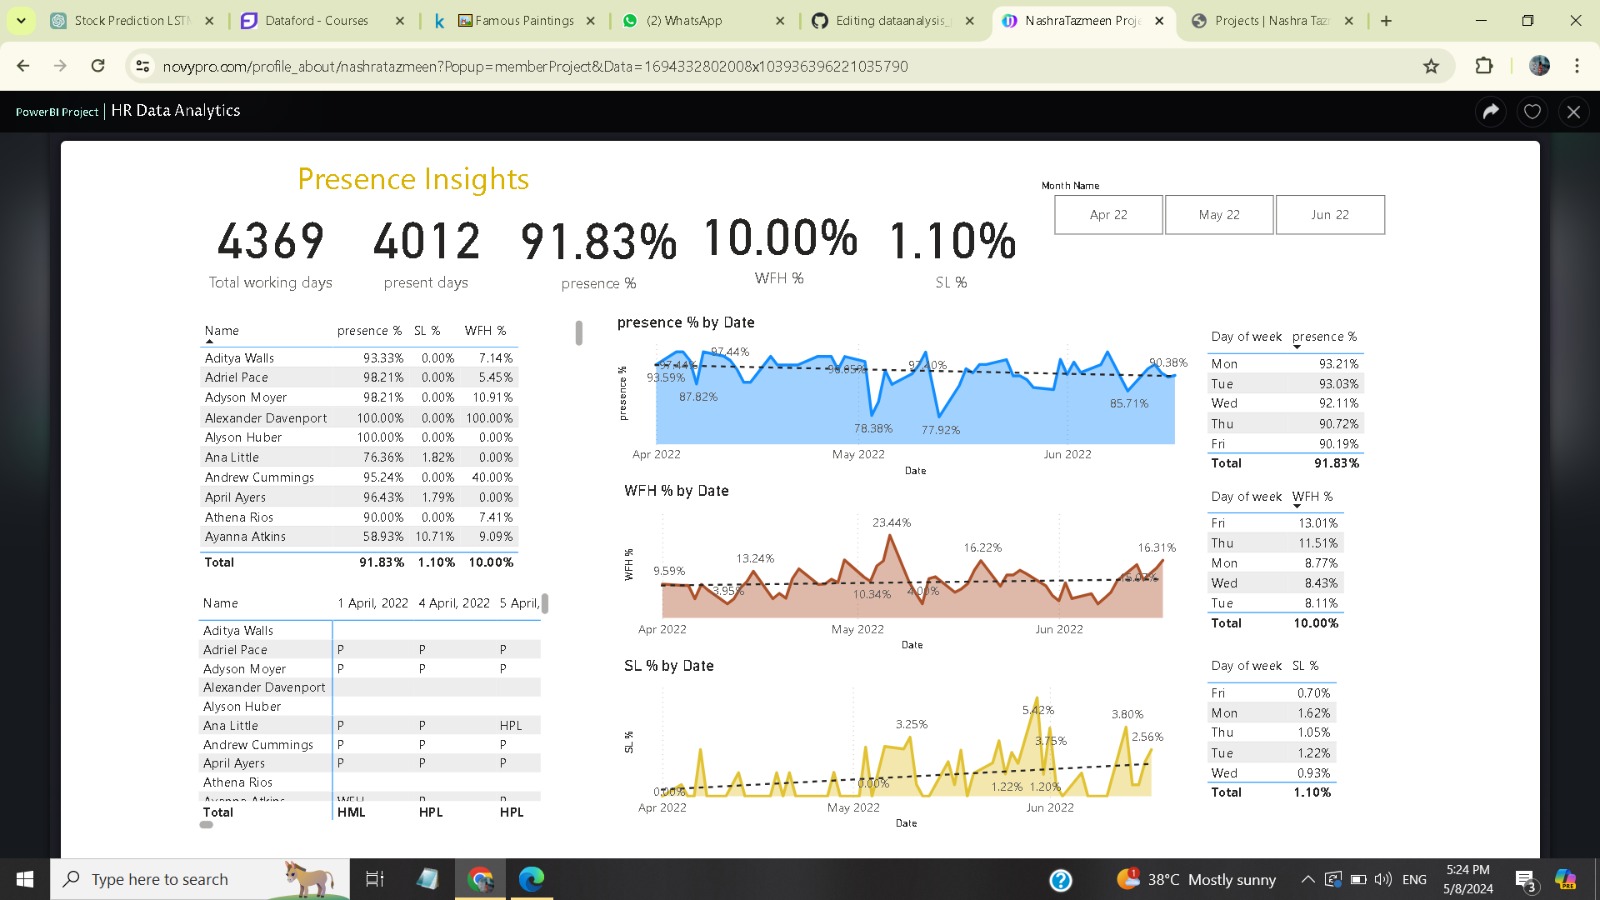 Stock Prediction LST
Dataford - Courses
Famous Paintings
(2) WhatsApp
Editing dataanalysis_
NashraTazmeen Proje
Projects | Nashra Taz
novypro.com/profile_about/nashratazmeen?Popup=memberProject&Data=1694332802008x103936396221035790
PowerBI Project | HR Data Analytics
Presence Insights
Month Name
Apr 22 May 22 Jun 22
4369 4012 91.83% 10.00% 1.10%
Total working days present days presence % WFH % SL %
Name presence % SL % WFH %
Aditya Walls 93.33% 0.00% 7.14%
Adriel Pace 98.21% 0.00% 5.45%
Adyson Moyer 98.21% 0.00% 10.91%
Alexander Davenport 100.00% 0.00% 100.00%
Alyson Huber 100.00% 0.00% 0.00%
Ana Little 76.36% 1.82% 0.00%
Andrew Cummings 95.24% 0.00% 40.00%
April Ayers 96.43% 1.79% 0.00%
Athena Rios 90.00% 0.00% 7.41%
Ayanna Atkins 58.93% 10.71% 9.09%
Total 91.83% 1.10% 10.00%
Name 1 April, 2022 4 April, 2022 5 April,
Aditya Walls
Adriel Pace P P P
Adyson Moyer P P P
Alexander Davenport
Alyson Huber
Ana Little P P HPL
Andrew Cummings P P P
April Ayers P P P
Athena Rios
Ayanna Atkins WFH P P
Total HML HPL HPL
presence % by Date
presence %
97.44%
97.44%
93.59%
87.82%
78.38%
97.40%
77.92%
85.71%
90.38%
Apr 2022 May 2022 Jun 2022
Date
WFH % by Date
WFH %
23.44%
13.24%
16.22%
16.31%
9.59%
3.95%
10.34%
4.00%
Apr 2022 May 2022 Jun 2022
Date
SL % by Date
SL %
5.42%
3.25%
3.80%
3.75%
2.56%
0.00%
0.00%
1.22%
1.20%
Apr 2022 May 2022 Jun 2022
Date
Day of week presence %
Mon 93.21%
Tue 93.03%
Wed 92.11%
Thu 90.72%
Fri 90.19%
Total 91.83%
Day of week WFH %
Fri 13.01%
Thu 11.51%
Mon 8.77%
Wed 8.43%
Tue 8.11%
Total 10.00%
Day of week SL %
Fri 0.70%
Mon 1.62%
Thu 1.05%
Tue 1.22%
Wed 0.93%
Total 1.10%
Type here to search
1
38°C Mostly sunny
ENG
5:24 PM
5/8/2024
3
PRE